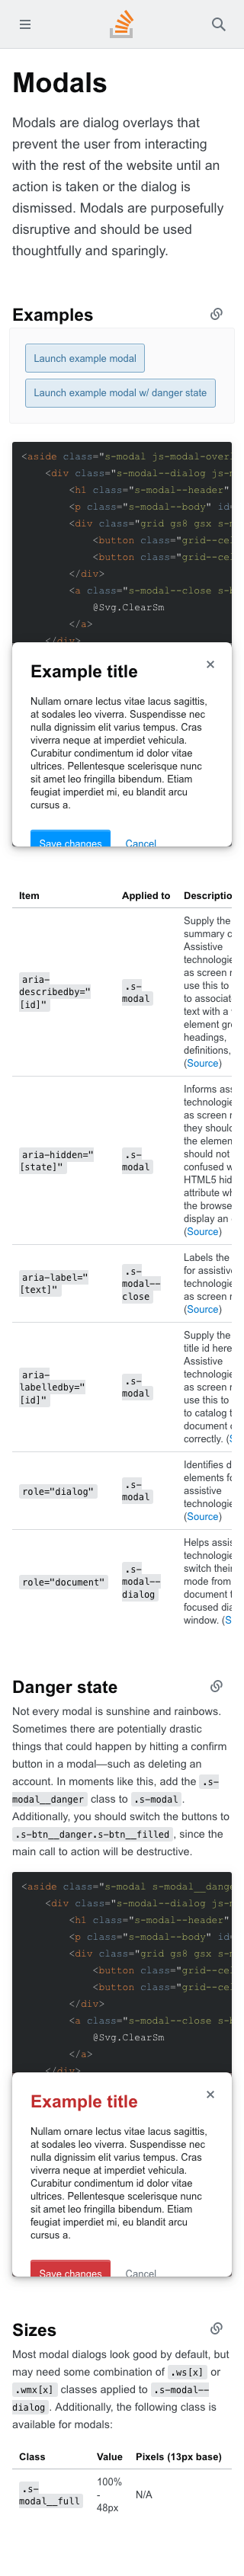 Modals
Modals are dialog overlays that
prevent the user from interacting
with the rest of the website until an
action is taken or the dialog is
dismissed. Modals are purposefully
disruptive and should be used
thoughtfully and sparingly.
Examples
Launch example modal
Launch example modal w/ danger state
<aside class="s-modal js-modal-over
<div class="s-modal--dialog js-m
<h1 class="s-modal--header"
<p class="s-modal--body" id
<div class="grid gs8 gsx s-m
<button class="grid--cel
<button class="grid--cel
</div>
<a class="s-modal--close s-b
@Svg.ClearSm
</a>
</div>
Example title
Nullam ornare lectus vitae lacus sagittis,
at sodales leo viverra. Suspendisse nec
nulla dignissim elit varius tempus. Cras
viverra neque at imperdiet vehicula.
Curabitur condimentum id dolor vitae
ultrices. Pellentesque scelerisque nunc
sit amet leo fringilla bibendum. Etiam
feugiat imperdiet mi, eu blandit arcu
cursus a.
Save changes Cancel
Item Applied to Descriptio
aria-describedby="[id]" .s-modal Supply the
summary c
Assistive
technologie
as screen r
use this to
to associat
text with a
element gr
headings,
definitions,
(Source)
aria-hidden="[state]" .s-modal Informs ass
technologie
as screen r
they should
the elemen
should not
confused w
HTML5 hid
attribute wh
the browse
display an
(Source)
aria-label="[text]" .s-modal--close Labels the
for assistiv
technologie
as screen r
(Source)
aria-labelledby="[id]" .s-modal Supply the
title id here
Assistive
technologie
as screen r
use this to
to catalog t
document c
correctly. (S
role="dialog" .s-modal Identifies d
elements fo
assistive
technologie
(Source)
role="document" .s-modal--dialog Helps assis
technologie
switch their
mode from
document t
focused dia
window. (S
Danger state
Not every modal is sunshine and rainbows.
Sometimes there are potentially drastic
things that could happen by hitting a confirm
button in a modal—such as deleting an
account. In moments like this, add the .s-
modal__danger class to .s-modal.
Additionally, you should switch the buttons to
.s-btn__danger.s-btn__filled, since the
main call to action will be destructive.
<aside class="s-modal s-modal__dange
<div class="s-modal--dialog js-m
<h1 class="s-modal--header"
<p class="s-modal--body" id
<div class="grid gs8 gsx s-m
<button class="grid--cel
<button class="grid--cel
</div>
<a class="s-modal--close s-b
@Svg.ClearSm
</a>
</div>
Example title
Nullam ornare lectus vitae lacus sagittis,
at sodales leo viverra. Suspendisse nec
nulla dignissim elit varius tempus. Cras
viverra neque at imperdiet vehicula.
Curabitur condimentum id dolor vitae
ultrices. Pellentesque scelerisque nunc
sit amet leo fringilla bibendum. Etiam
feugiat imperdiet mi, eu blandit arcu
cursus a.
Save changes Cancel
Sizes
Most modal dialogs look good by default, but
may need some combination of .ws[x] or
.wmx[x] classes applied to .s-modal--
dialog. Additionally, the following class is
available for modals:
Class Value Pixels (13px base)
.s-modal__full 100% - 48px N/A